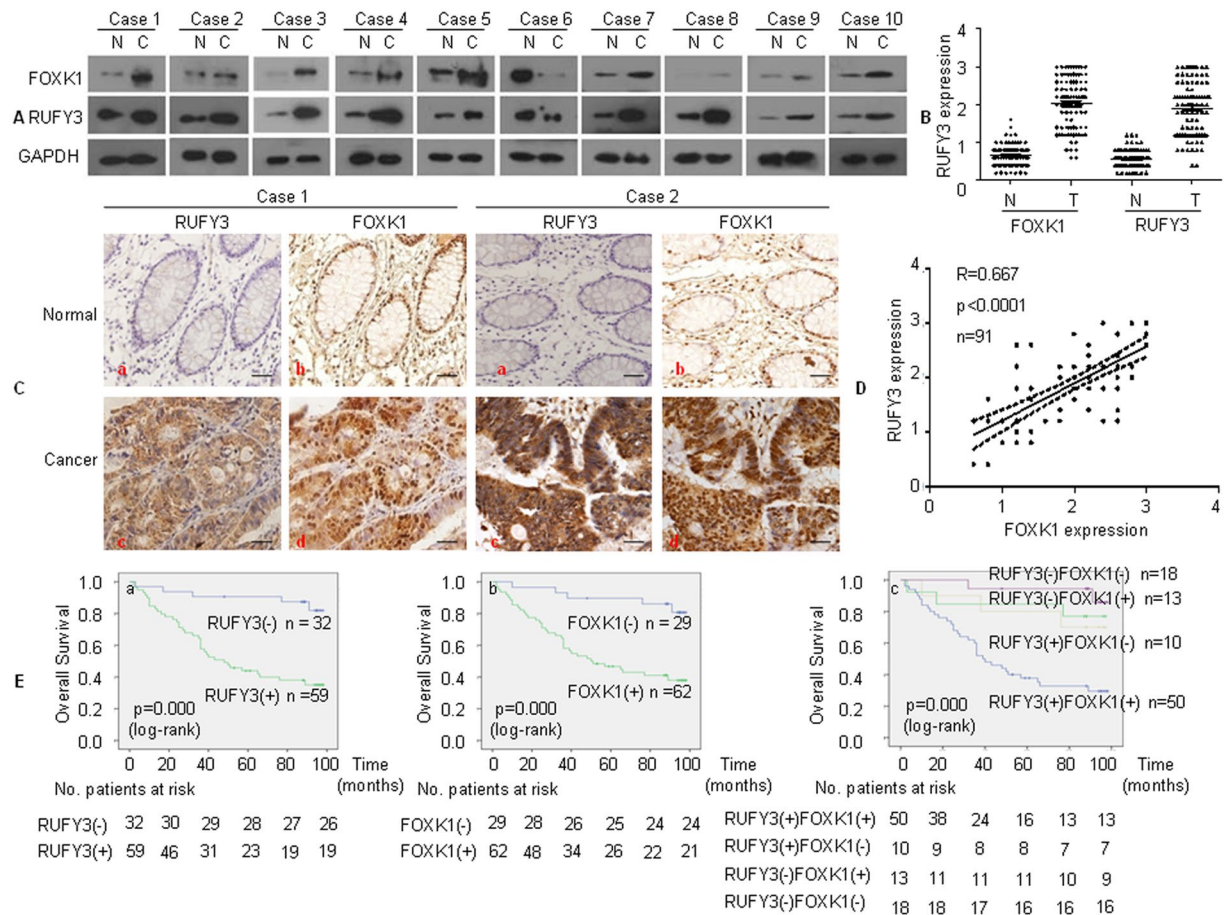 Case 1 Case 2 Case 3 Case 4 Case 5 Case 6 Case 7 Case 8 Case 9 Case 10
N C N C N C N C N C N C N C N C N C N C
FOXK1
A RUFY3
GAPDH
B
RUFY3 expression
4
3
2
1
0
N T N T
FOXK1 RUFY3
C
Case 1 Case 2
RUFY3 FOXK1 RUFY3 FOXK1
Normal
a b a b
Cancer
c d c d
D
RUFY3 expression
4
3
2
1
0
R=0.667
p<0.0001
n=91
0 1 2 3 4
FOXK1 expression
E
a
Overall Survival
1.0
0.8
0.6
0.4
0.2
0.0
RUFY3(-) n = 32
RUFY3(+) n=59
p=0.000
(log-rank)
0 20 40 60 80 100
Time
(months)
No. patients at risk
RUFY3(-) 32 30 29 28 27 26
RUFY3(+) 59 46 31 23 19 19
b
Overall Survival
1.0
0.8
0.6
0.4
0.2
0.0
FOXK1(-) n = 29
FOXK1(+) n=62
p=0.000
(log-rank)
0 20 40 60 80 100
Time
(months)
No. patients at risk
FOXK1(-) 29 28 26 25 24 24
FOXK1(+) 62 48 34 26 22 21
c
Overall Survival
1.0
0.8
0.6
0.4
0.2
0.0
RUFY3(-)FOXK1(-) n=18
RUFY3(-)FOXK1(+) n=13
RUFY3(+)FOXK1(-) n=10
RUFY3(+)FOXK1(+) n=50
p=0.000
(log-rank)
0 20 40 60 80 100
Time
(months)
No. patients at risk
RUFY3(+)FOXK1(+) 50 38 24 16 13 13
RUFY3(+)FOXK1(-) 10 9 8 8 7 7
RUFY3(-)FOXK1(+) 13 11 11 11 10 9
RUFY3(-)FOXK1(-) 18 18 17 16 16 16